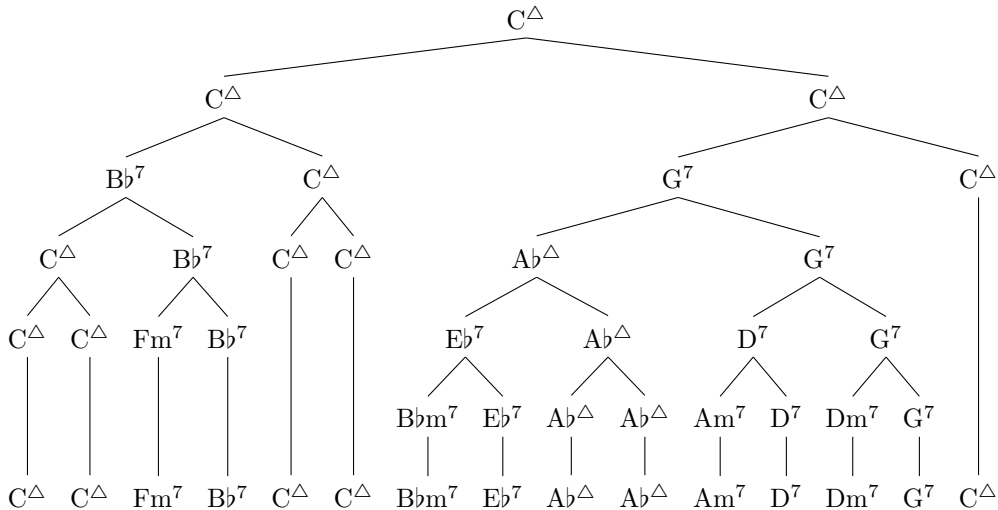 C△
C△ C△
B♭7 C△ G7 C△
C△ B♭7 C△ C△ A♭△ G7
C△ C△ Fm7 B♭7 E♭7 A♭△ D7 G7
B♭m7 E♭7 A♭△ A♭△ Am7 D7 Dm7 G7
C△ C△ Fm7 B♭7 C△ C△ B♭m7 E♭7 A♭△ A♭△ Am7 D7 Dm7 G7 C△